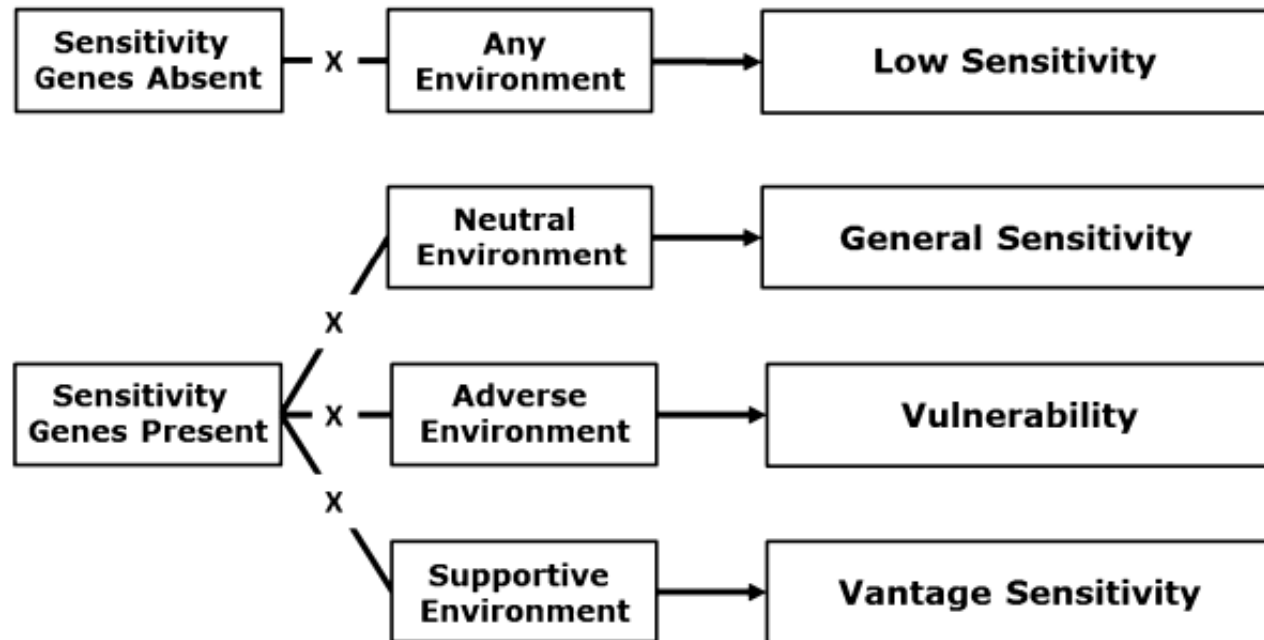 Sensitivity
Genes Absent
X
Any
Environment
Low Sensitivity
Neutral
Environment
General Sensitivity
X
Sensitivity
Genes Present
X
Adverse
Environment
Vulnerability
X
Supportive
Environment
Vantage Sensitivity